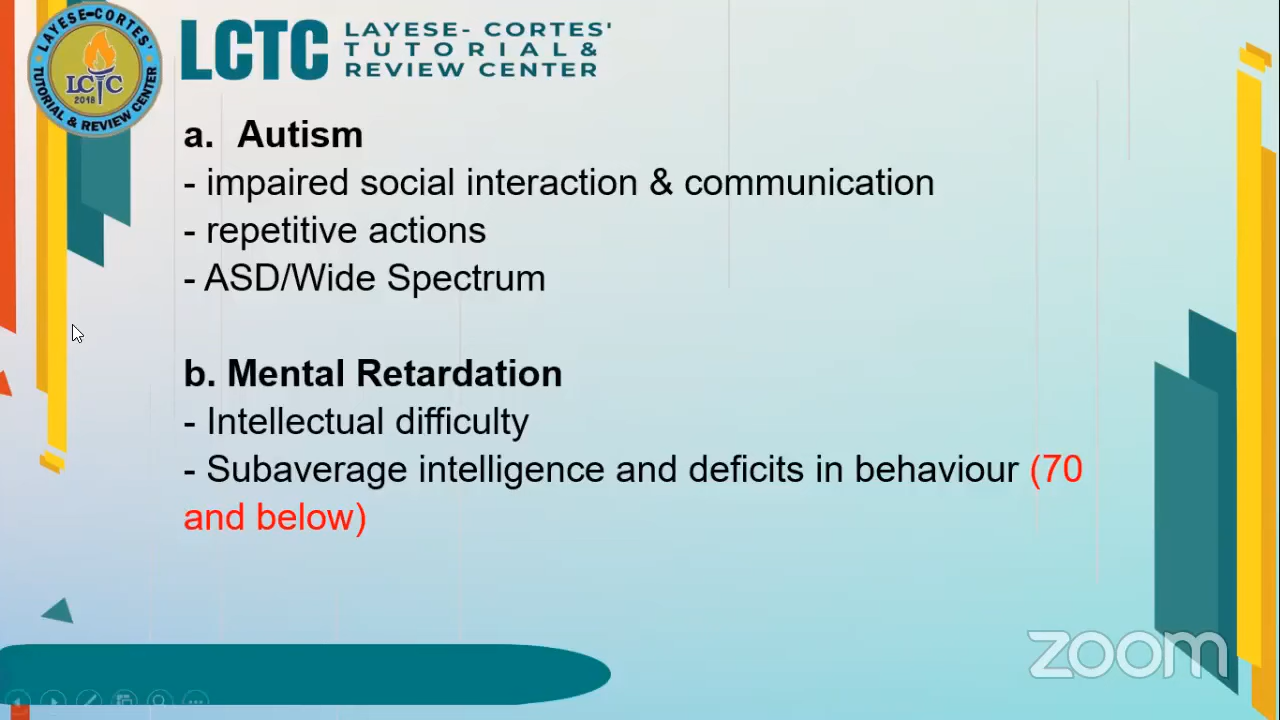 LAYESE-CORTES'
TUTORIAL & REVIEW CENTER
LCTC
2018
LCTC
LAYESE- CORTES'
TUTORIAL &
REVIEW CENTER
a. Autism
- impaired social interaction & communication
- repetitive actions
- ASD/Wide Spectrum
b. Mental Retardation
- Intellectual difficulty
- Subaverage intelligence and deficits in behaviour (70
and below)
zoom